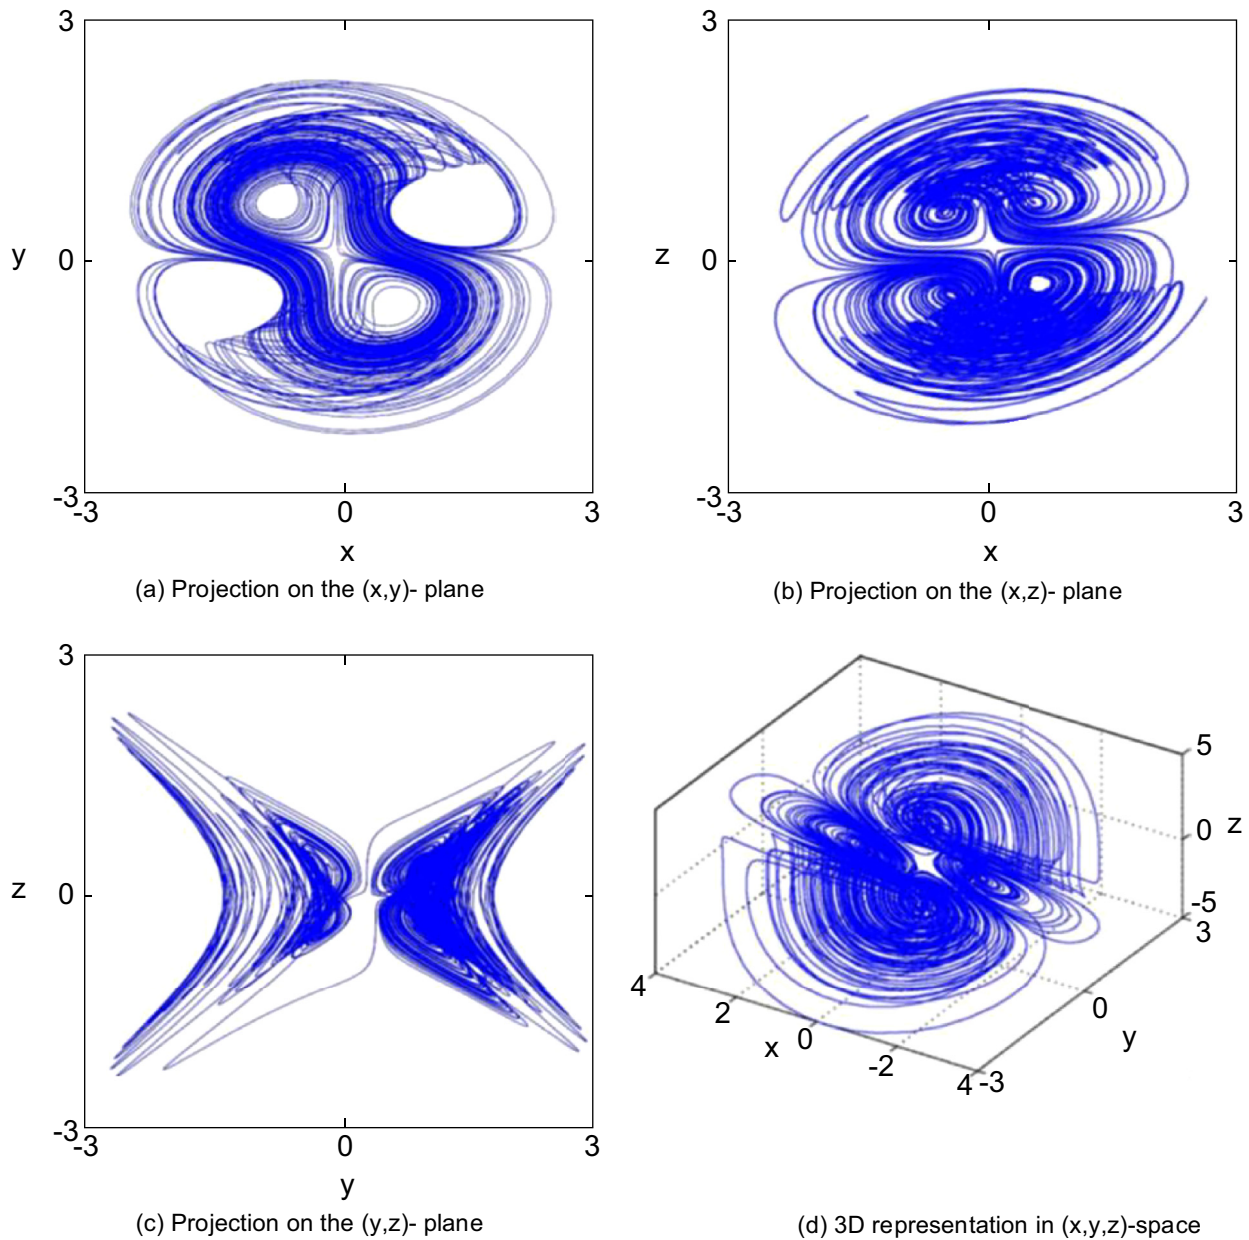 3
3
y
0
z
0
-3
-3
0
3
-3
-3
0
3
x
x
(a) Projection on the (x,y)- plane
(b) Projection on the (x,z)- plane
3
z
0
-3
-3
0
3
y
(c) Projection on the (y,z)- plane
5
z
0
-5
3
4
2
x
0
-2
4
-3
0
y
(d) 3D representation in (x,y,z)-space